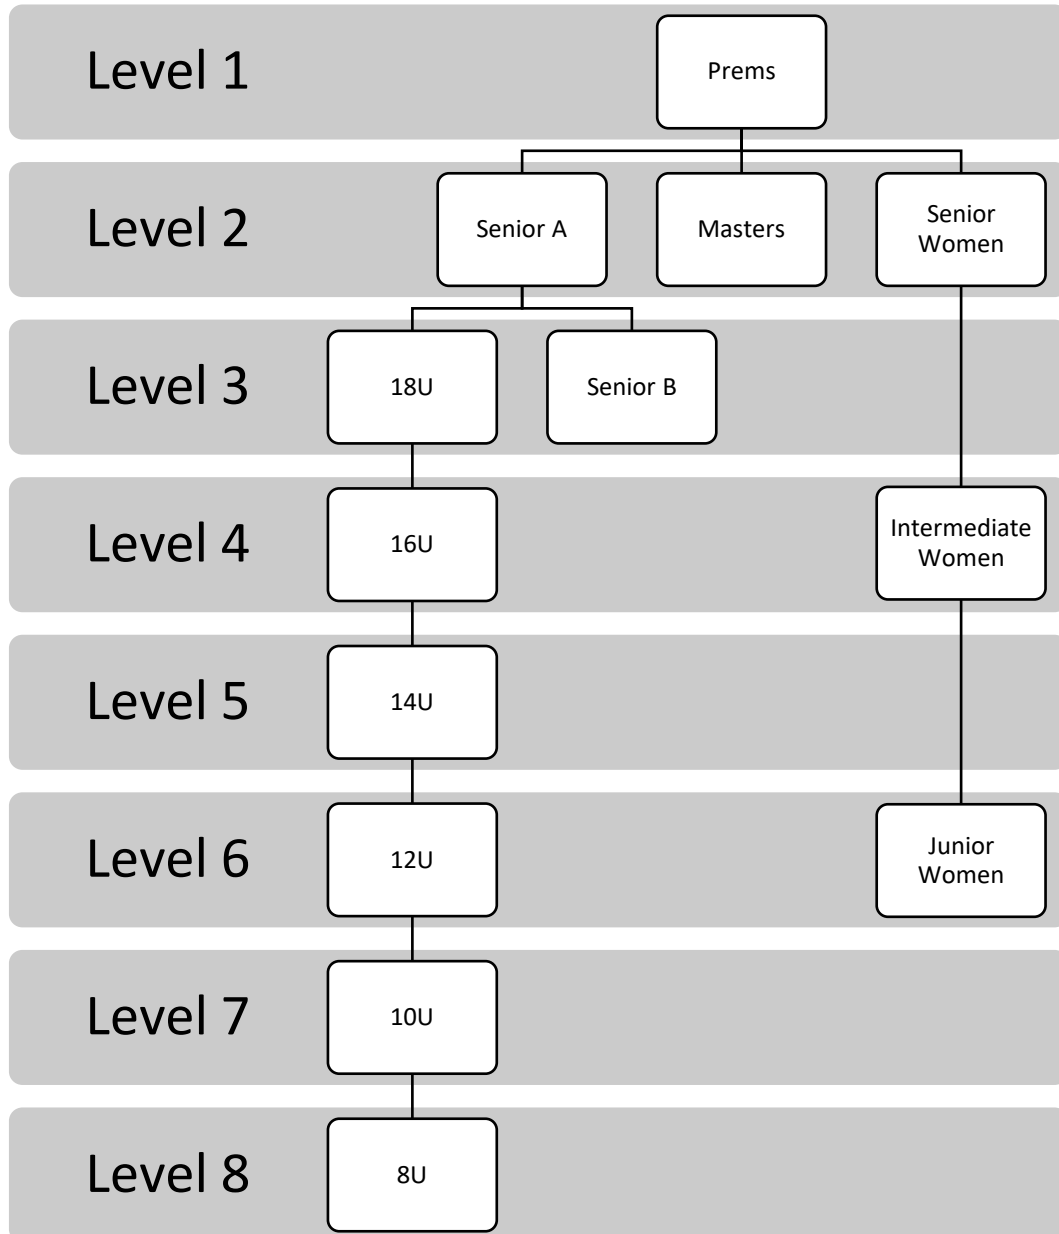 Level 1
Prems
Level 2
Senior A
Masters
Senior
Women
Level 3
18U
Senior B
Level 4
16U
Intermediate
Women
Level 5
14U
Level 6
12U
Junior
Women
Level 7
10U
Level 8
8U